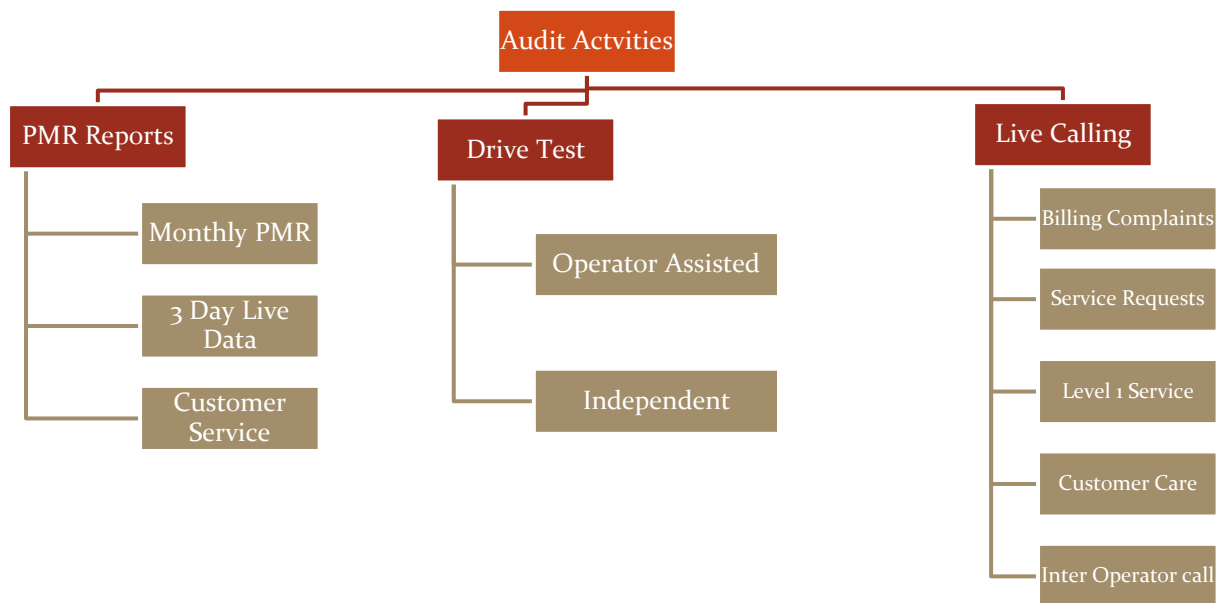 Audit Actvities
PMR Reports
Monthly PMR
3 Day Live
Data
Customer
Service
Drive Test
Operator Assisted
Independent
Live Calling
Billing Complaints
Service Requests
Level 1 Service
Customer Care
Inter Operator call